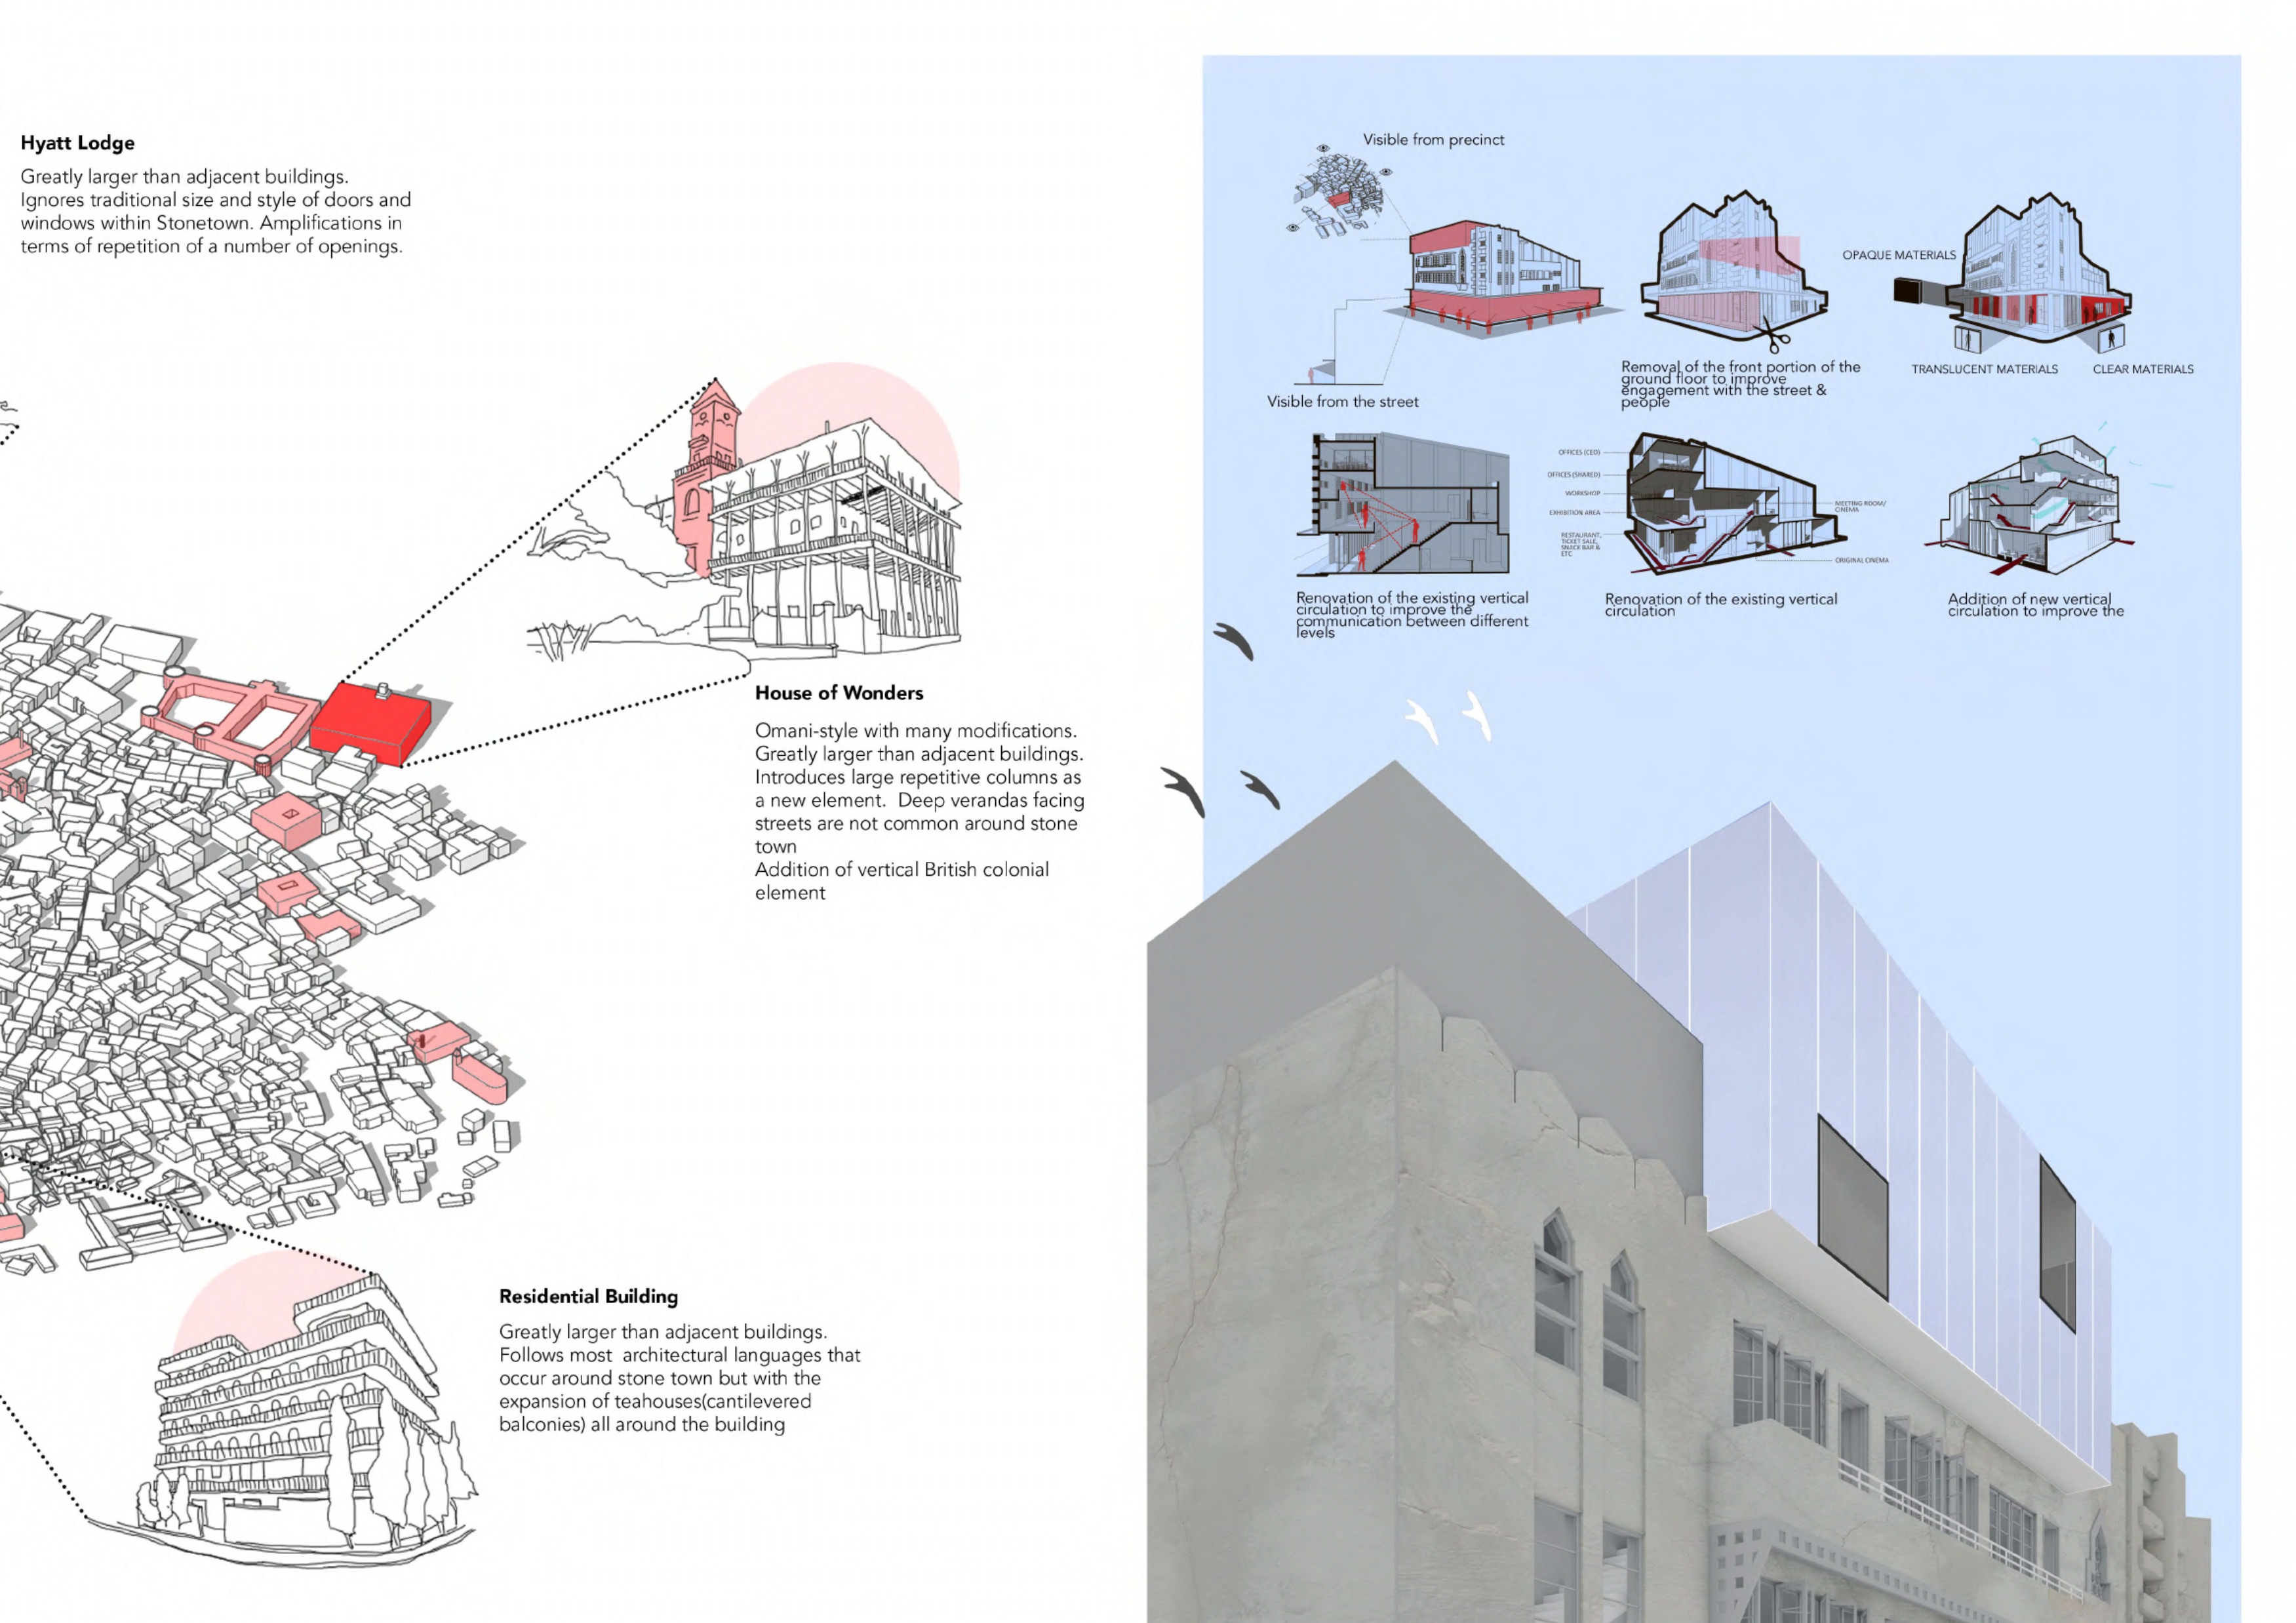 Hyatt Lodge
Greatly larger than adjacent buildings.
Ignores traditional size and style of doors and
windows within Stonetown. Amplifications in
terms of repetition of a number of openings.
House of Wonders
Omani-style with many modifications.
Greatly larger than adjacent buildings.
Introduces large repetitive columns as
a new element. Deep verandas facing
streets are not common around stone
town
Addition of vertical British colonial
element
Residential Building
Greatly larger than adjacent buildings.
Follows most architectural languages that
occur around stone town but with the
expansion of teahouses(cantilevered
balconies) all around the building
Visible from precinct
Visible from the street
Removal of the front portion of the
ground floor to improve
engagement with the street &
people
OPAQUE MATERIALS
TRANSLUCENT MATERIALS
CLEAR MATERIALS
Renovation of the existing vertical
circulation to improve the
communication between different
levels
OFFICES (CEO)
OFFICES (SHARED)
WORKSHOP
EXHIBITION AREA
RESTAURANT,
TICKET SALE,
SNACK BAR &
ETC
MEETING ROOM/
CINEMA
ORIGINAL CINEMA
Renovation of the existing vertical
circulation
Addition of new vertical
circulation to improve the